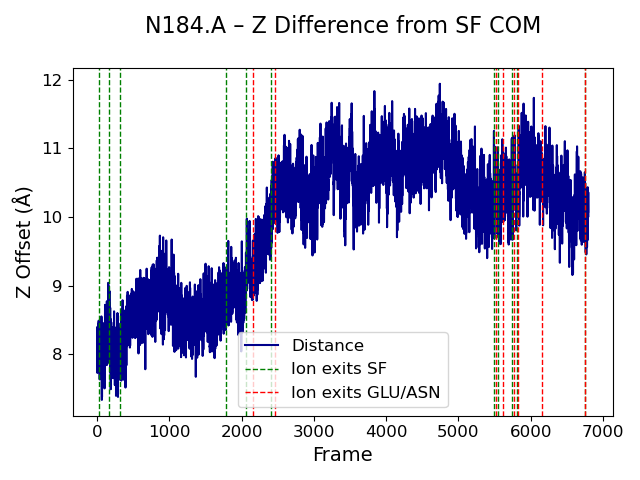 N184.A – Z Difference from SF COM
12
11
10
9
8
Z Offset (Å)
Distance
Ion exits SF
Ion exits GLU/ASN
0 1000 2000 3000 4000 5000 6000 7000
Frame